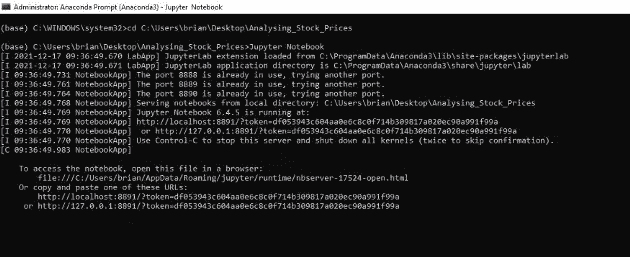 Administrator: Anaconda Prompt (Anaconda3) - Jupyter Notebook
(base) C:\WINDOWS\system32>cd C:\Users\brian\Desktop\Analysing_Stock_Prices
(base) C:\Users\brian\Desktop\Analysing_Stock_Prices>Jupyter Notebook
[I 2021-12-17 09:36:49.670 LabApp] JupyterLab extension loaded from C:\ProgramData\Anaconda3\lib\site-packages\jupyterlab
[I 2021-12-17 09:36:49.671 LabApp] JupyterLab application directory is C:\ProgramData\Anaconda3\share\jupyter\lab
[I 09:36:49.731 NotebookApp] The port 8888 is already in use, trying another port.
[I 09:36:49.761 NotebookApp] The port 8889 is already in use, trying another port.
[I 09:36:49.764 NotebookApp] The port 8890 is already in use, trying another port.
[I 09:36:49.768 NotebookApp] Serving notebooks from local directory: C:\Users\brian\Desktop\Analysing_Stock_Prices
[I 09:36:49.769 NotebookApp] Jupyter Notebook 6.4.5 is running at:
[I 09:36:49.769 NotebookApp] http://localhost:8891/?token=df053943c604aa0e6c8c0f714b309817a020ec90a991f99a
[I 09:36:49.770 NotebookApp]  or http://127.0.0.1:8891/?token=df053943c604aa0e6c8c0f714b309817a020ec90a991f99a
[I 09:36:49.770 NotebookApp] Use Control-C to stop this server and shut down all kernels (twice to skip confirmation).
[C 09:36:49.983 NotebookApp]
To access the notebook, open this file in a browser:
file:///C:/Users/brian/AppData/Roaming/jupyter/runtime/nbserver-17524-open.html
Or copy and paste one of these URLs:
http://localhost:8891/?token=df053943c604aa0e6c8c0f714b309817a020ec90a991f99a
or http://127.0.0.1:8891/?token=df053943c604aa0e6c8c0f714b309817a020ec90a991f99a